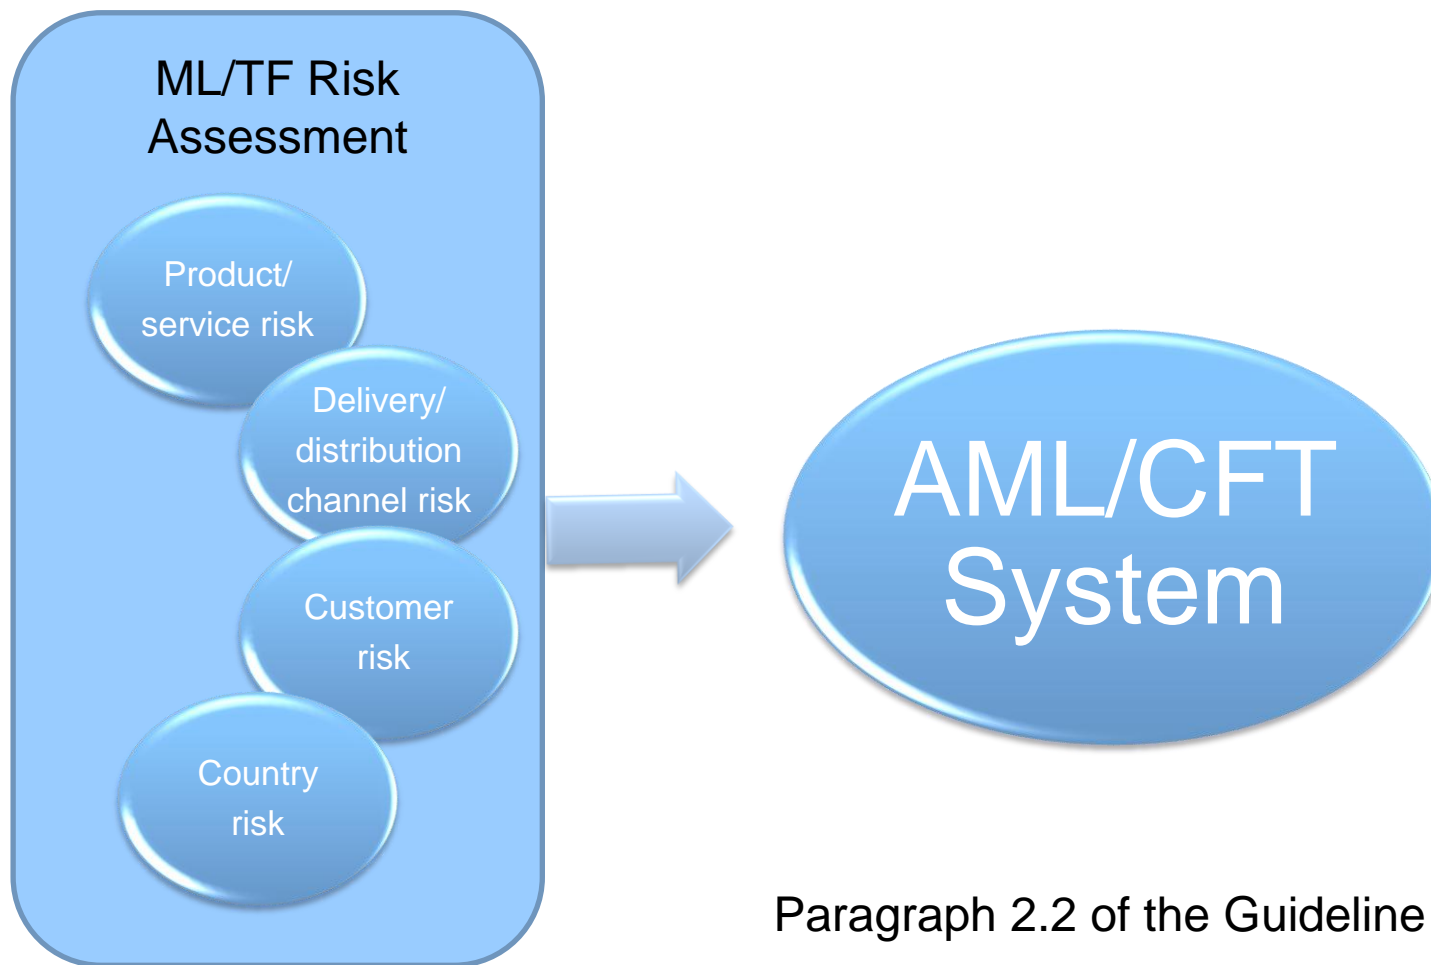 ML/TF Risk
Assessment
Product/
service risk
Delivery/
distribution
channel risk
Customer
risk
Country
risk
AML/CFT
System
Paragraph 2.2 of the Guideline